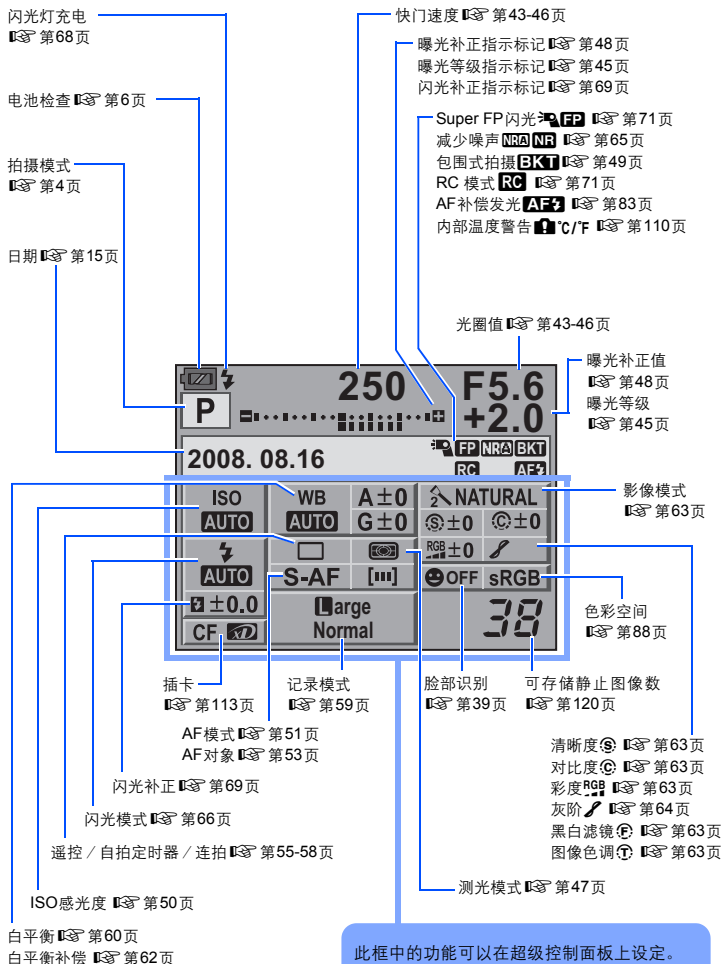 闪光灯充电
☞ 第68页
电池检查 ☞ 第6页
拍摄模式
☞ 第4页
日期 ☞ 第15页
快门速度 ☞ 第43-46页
曝光补正指示标记 ☞ 第48页
曝光等级指示标记 ☞ 第45页
闪光补正指示标记 ☞ 第69页
Super FP闪光 FP ☞ 第71页
减少噪声 NR NR ☞ 第65页
包围式拍摄 BKT ☞ 第49页
RC 模式 RC ☞ 第71页
AF补偿发光 AF ☞ 第83页
内部温度警告 °C/°F ☞ 第110页
光圈值 ☞ 第43-46页
曝光补正值
☞ 第48页
曝光等级
☞ 第45页
250 F5.6
P +2.0
2008. 08.16 FP NR BKT
RC AF
ISO WB A±0 2 NATURAL
AUTO AUTO G±0 S±0 C±0
RGB±0
AUTO S-AF [ııı] OFF sRGB
±0.0 Large
CF xD Normal 38
影像模式
☞ 第63页
色彩空间
☞ 第88页
插卡
☞ 第113页
记录模式
☞ 第59页
脸部识别
☞ 第39页
可存储静止图像数
☞ 第120页
AF模式 ☞ 第51页
AF对象 ☞ 第53页
闪光补正 ☞ 第69页
闪光模式 ☞ 第66页
遥控／自拍定时器／连拍 ☞ 第55-58页
ISO感光度 ☞ 第50页
白平衡 ☞ 第60页
白平衡补偿 ☞ 第62页
清晰度Ⓢ ☞ 第63页
对比度Ⓒ ☞ 第63页
彩度RGB ☞ 第63页
灰阶 ☞ 第64页
黑白滤镜Ⓕ ☞ 第63页
图像色调Ⓣ ☞ 第63页
测光模式 ☞ 第47页
此框中的功能可以在超级控制面板上设定。